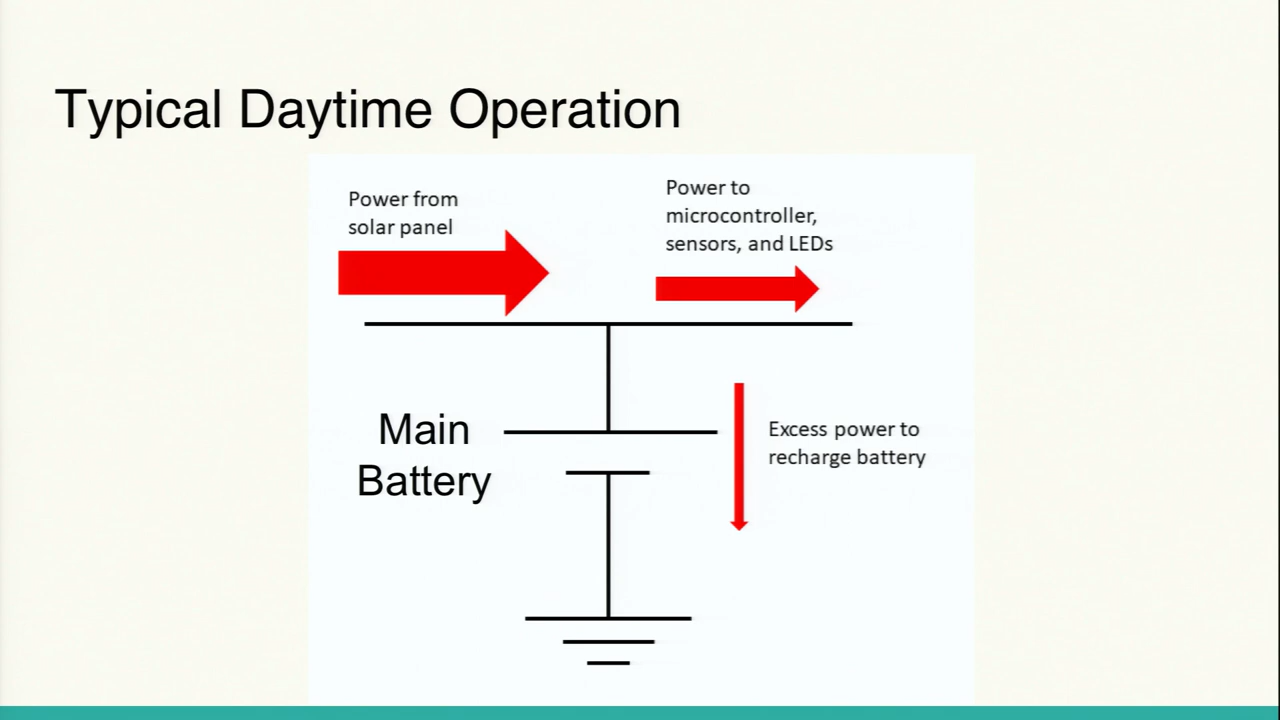 Typical Daytime Operation
Power from
solar panel
Power to
microcontroller,
sensors, and LEDs
Main
Battery
Excess power to
recharge battery